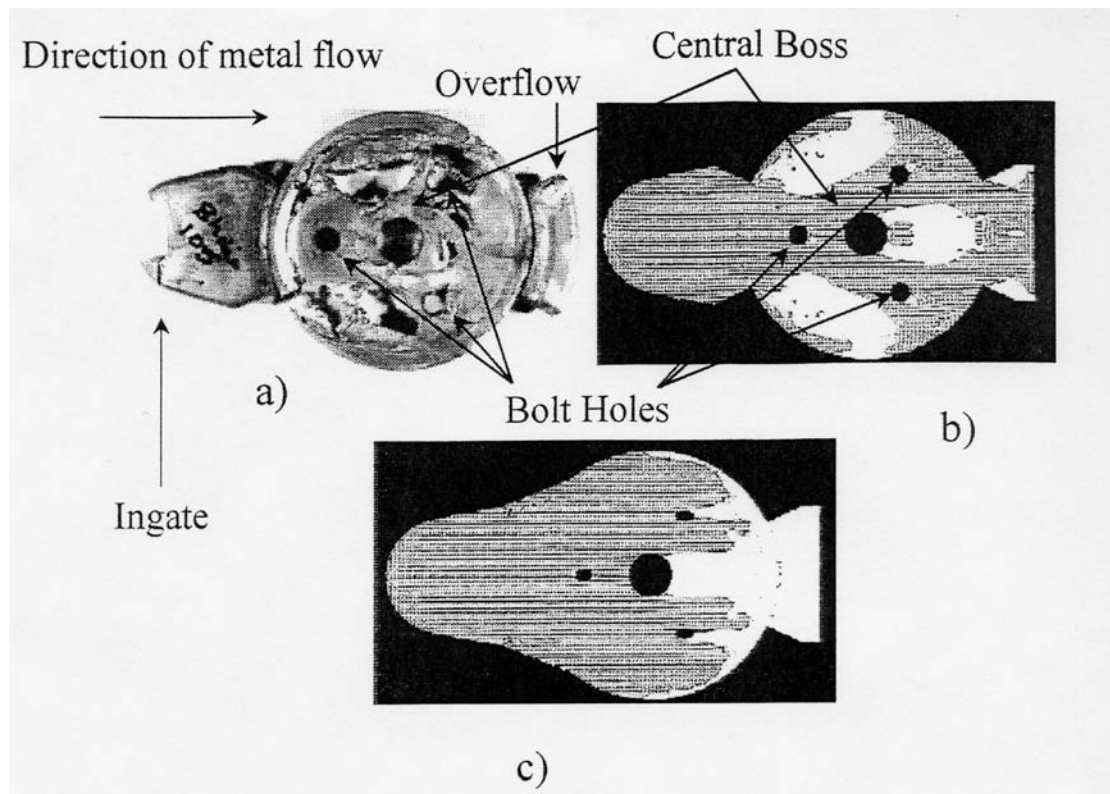 Direction of metal flow
Central Boss
Overflow
a)
Bolt Holes
b)
Ingate
c)